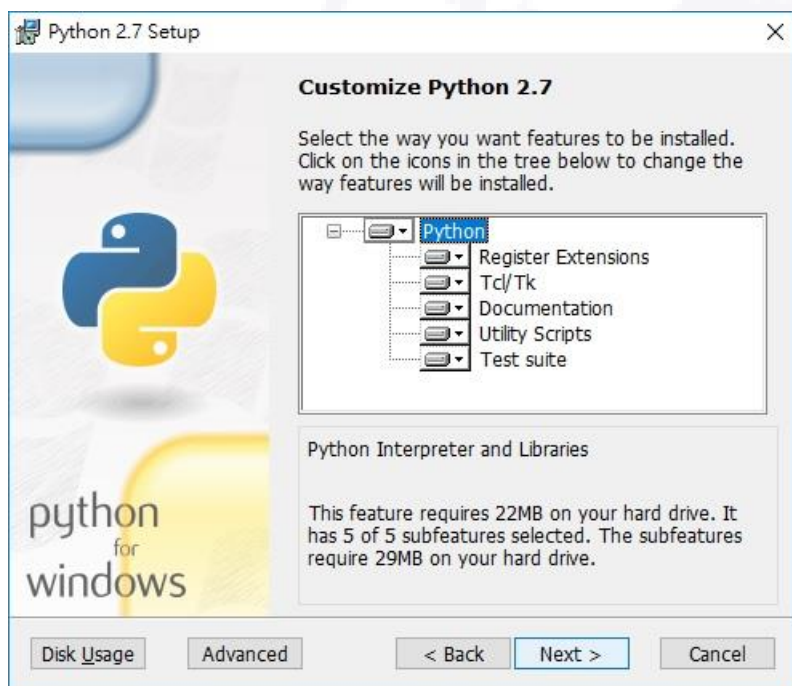 Python 2.7 Setup
Customize Python 2.7
Select the way you want features to be installed.
Click on the icons in the tree below to change the
way features will be installed.
Python
Register Extensions
Tcl/Tk
Documentation
Utility Scripts
Test suite
Python Interpreter and Libraries
This feature requires 22MB on your hard drive. It
has 5 of 5 subfeatures selected. The subfeatures
require 29MB on your hard drive.
python
for
windows
Disk Usage
Advanced
< Back
Next >
Cancel